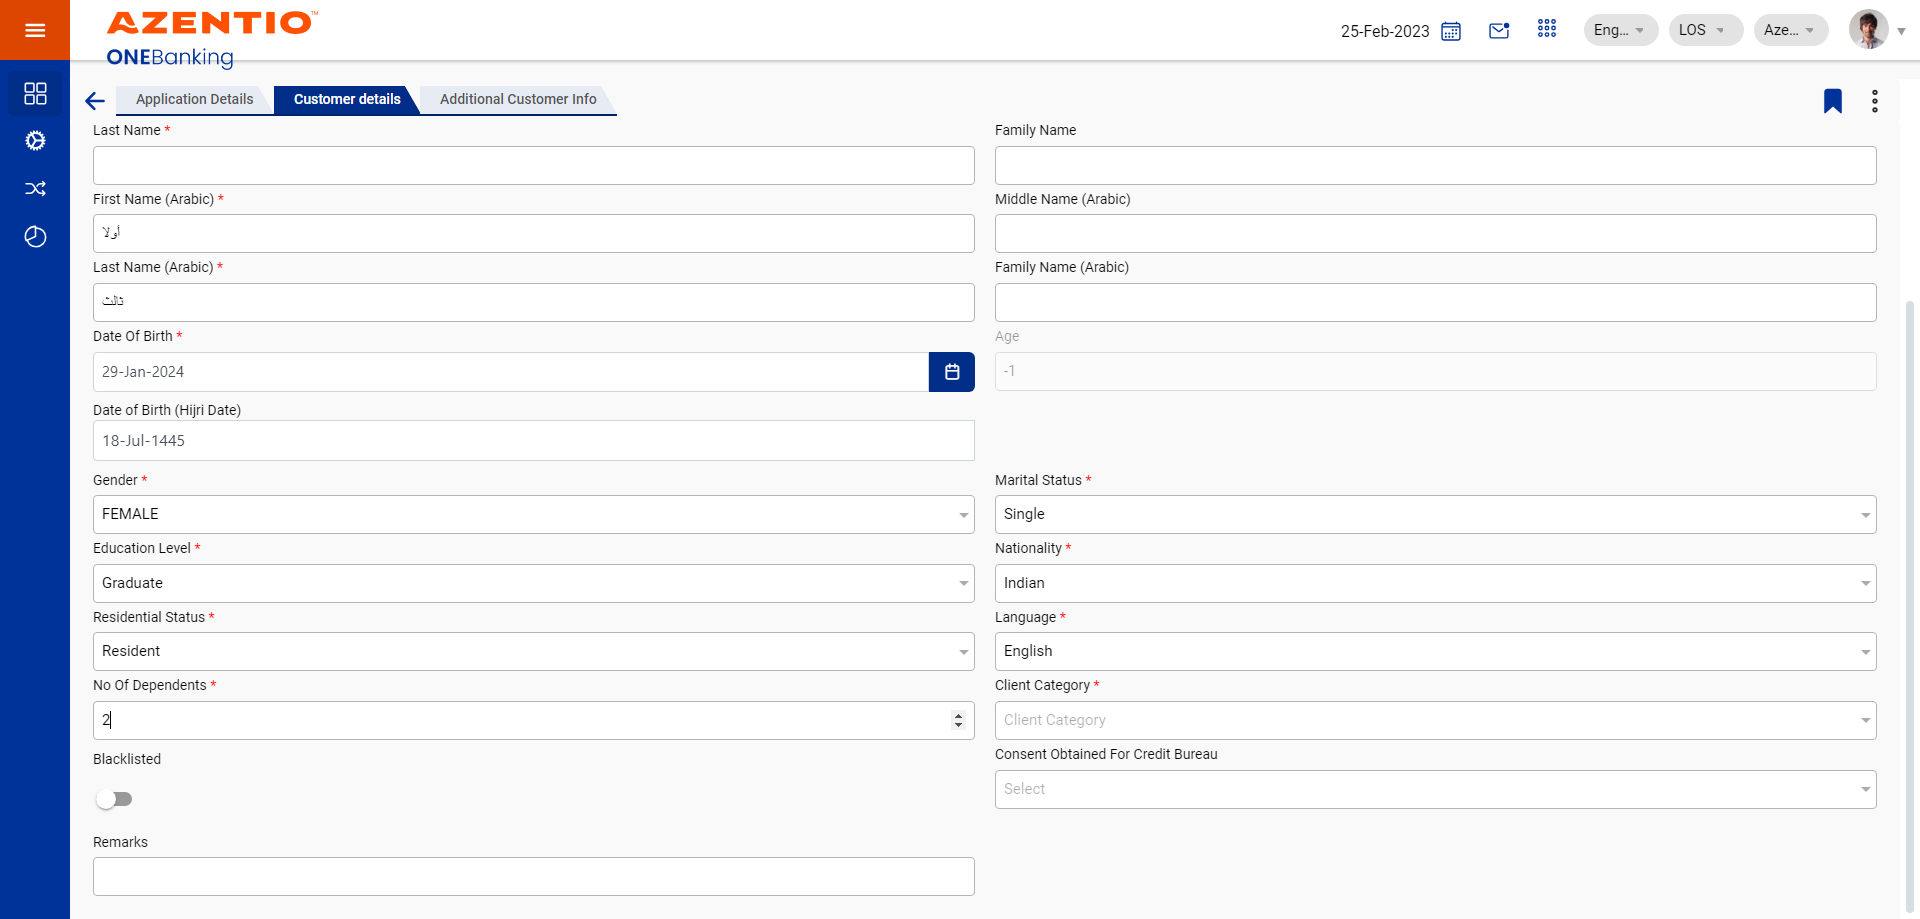 AZENTIO™
ONEBanking
25-Feb-2023
Eng...
LOS
Aze...
Application Details
Customer details
Additional Customer Info
Last Name *
Family Name
First Name (Arabic) *
Middle Name (Arabic)
أولا
Last Name (Arabic) *
Family Name (Arabic)
ثالث
Date Of Birth *
Age
29-Jan-2024
-1
Date of Birth (Hijri Date)
18-Jul-1445
Gender *
Marital Status *
FEMALE
Single
Education Level *
Nationality *
Graduate
Indian
Residential Status *
Language *
Resident
English
No Of Dependents *
Client Category *
2
Client Category
Blacklisted
Consent Obtained For Credit Bureau
Select
Remarks